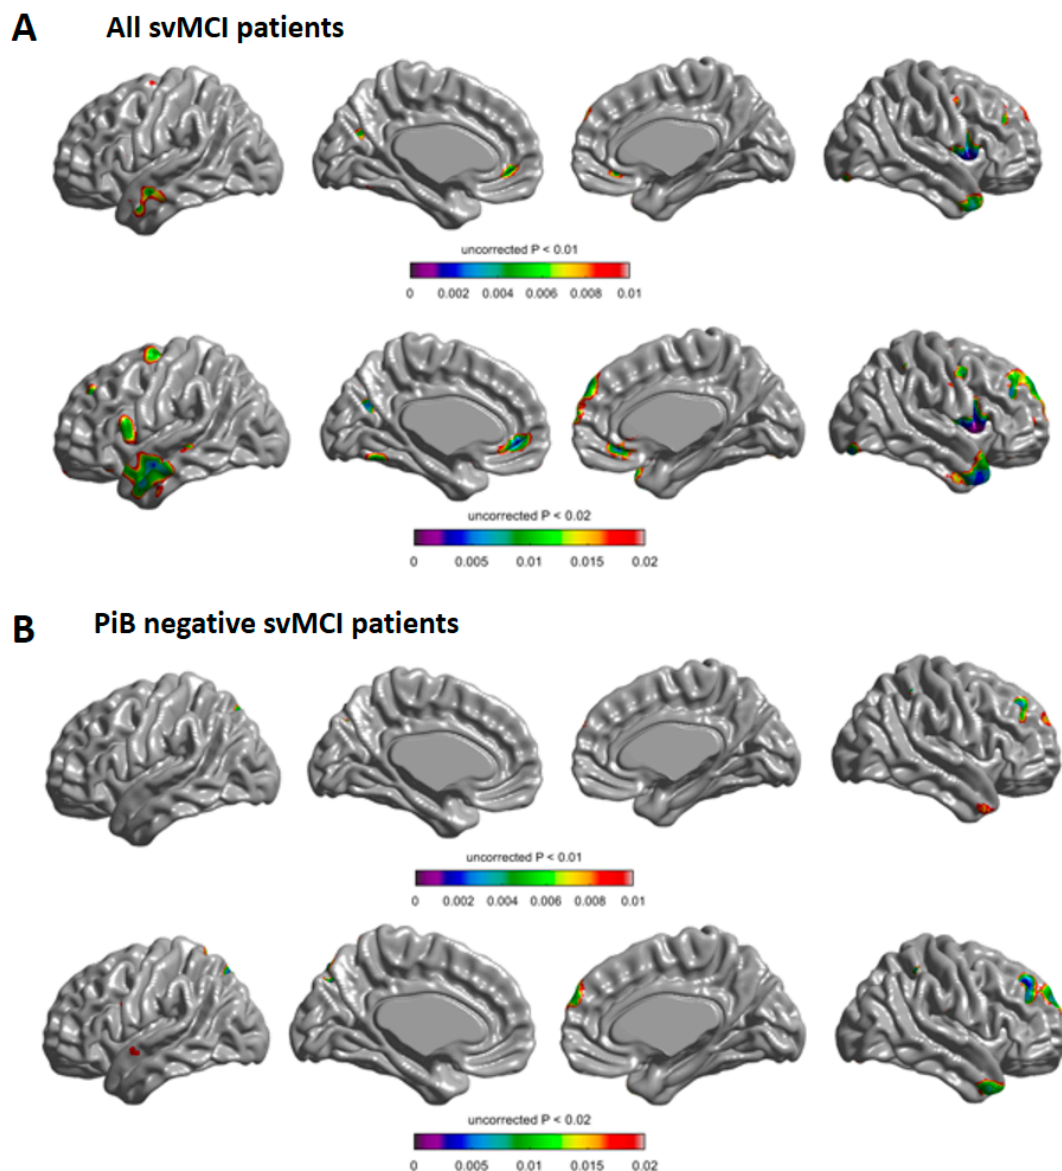 A All svMCI patients
uncorrected P < 0.01
0 0.002 0.004 0.006 0.008 0.01
uncorrected P < 0.02
0 0.005 0.01 0.015 0.02
B PiB negative svMCI patients
uncorrected P < 0.01
0 0.002 0.004 0.006 0.008 0.01
uncorrected P < 0.02
0 0.005 0.01 0.015 0.02